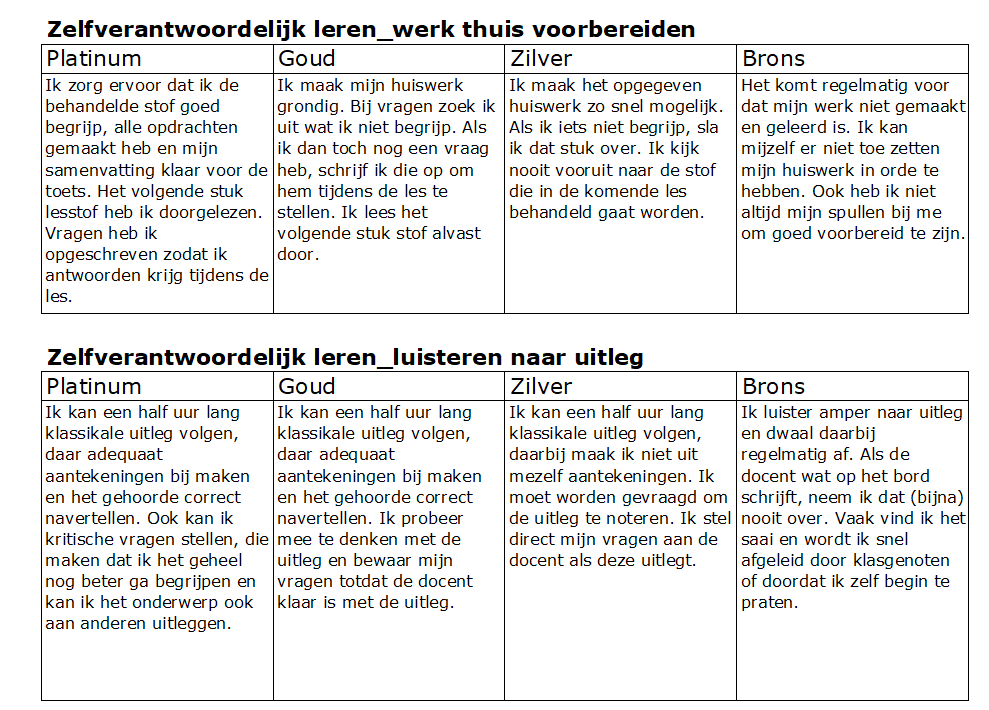 Zelfverantwoordelijk leren_werk thuis voorbereiden
Platinum
Ik zorg ervoor dat ik de
behandelde stof goed
begrijp, alle opdrachten
gemaakt heb en mijn
samenvatting klaar voor de
toets. Het volgende stuk
lesstof heb ik doorgelezen.
Vragen heb ik
opgeschreven zodat ik
antwoorden krijg tijdens de
les.
Goud
Ik maak mijn huiswerk
grondig. Bij vragen zoek ik
uit wat ik niet begrijp. Als
ik dan toch nog een vraag
heb, schrijf ik die op om
hem tijdens de les te
stellen. Ik lees het
volgende stuk stof alvast
door.
Zilver
Ik maak het opgegeven
huiswerk zo snel mogelijk.
Als ik iets niet begrijp, sla
ik dat stuk over. Ik kijk
nooit vooruit naar de stof
die in de komende les
behandeld gaat worden.
Brons
Het komt regelmatig voor
dat mijn werk niet gemaakt
en geleerd is. Ik kan
mijzelf er niet toe zetten
mijn huiswerk in orde te
hebben. Ook heb ik niet
altijd mijn spullen bij me
om goed voorbereid te zijn.
Zelfverantwoordelijk leren_luisteren naar uitleg
Platinum
Ik kan een half uur lang
klassikale uitleg volgen,
daar adequaat
aantekeningen bij maken
en het gehoorde correct
navertellen. Ook kan ik
kritische vragen stellen, die
maken dat ik het geheel
nog beter ga begrijpen en
kan ik het onderwerp ook
aan anderen uitleggen.
Goud
Ik kan een half uur lang
klassikale uitleg volgen,
daar adequaat
aantekeningen bij maken
en het gehoorde correct
navertellen. Ik probeer
mee te denken met de
uitleg en bewaar mijn
vragen totdat de docent
klaar is met de uitleg.
Zilver
Ik kan een half uur lang
klassikale uitleg volgen,
daarbij maak ik niet uit
mezelf aantekeningen. Ik
moet worden gevraagd om
de uitleg te noteren. Ik stel
direct mijn vragen aan de
docent als deze uitlegt.
Brons
Ik luister amper naar uitleg
en dwaal daarbij
regelmatig af. Als de
docent wat op het bord
schrijft, neem ik dat (bijna)
nooit over. Vaak vind ik het
saai en wordt ik snel
afgeleid door klasgenoten
of doordat ik zelf begin te
praten.